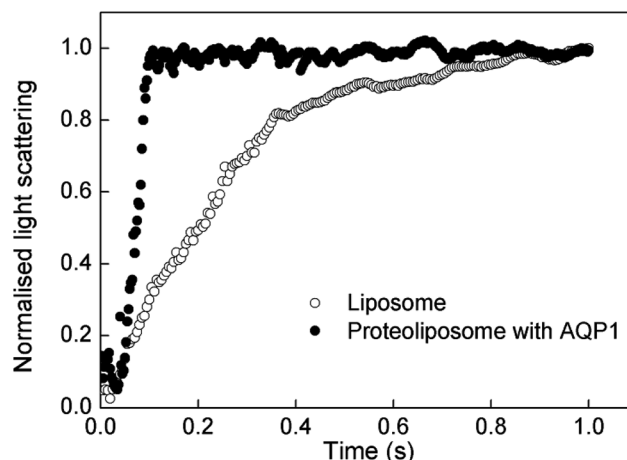 Normalised light scattering
1.0
0.8
0.6
0.4
0.2
0.0
Liposome
Proteoliposome with AQP1
0.0 0.2 0.4 0.6 0.8 1.0
Time (s)